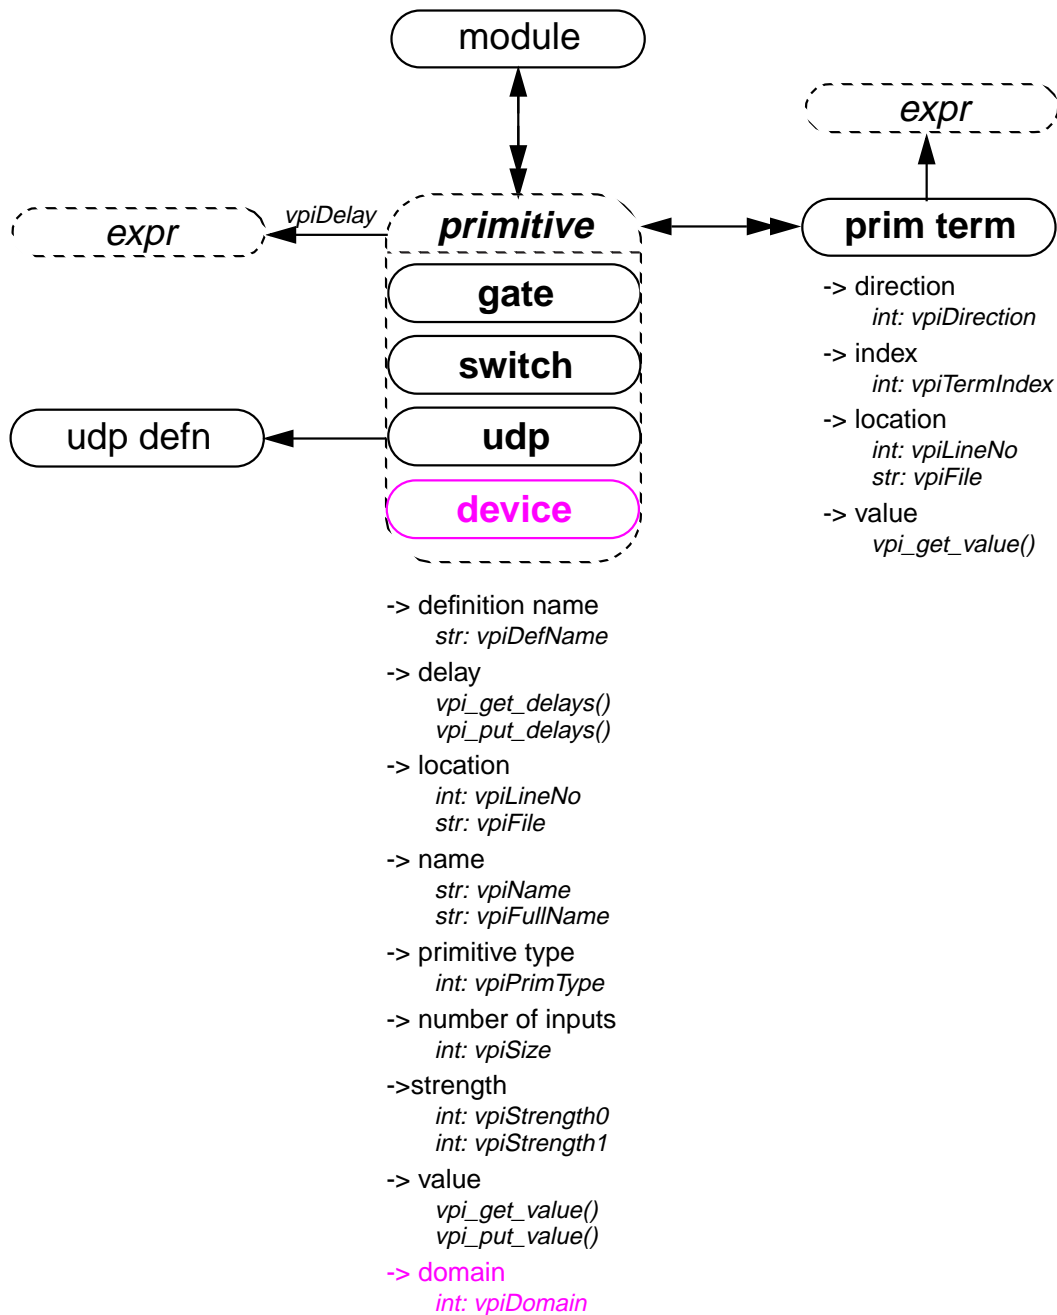 module
expr
vpiDelay
expr
primitive
prim term
gate
switch
udp
device
udp defn
-> direction
int: vpiDirection
-> index
int: vpiTermIndex
-> location
int: vpiLineNo
str: vpiFile
-> value
vpi_get_value()
-> definition name
str: vpiDefName
-> delay
vpi_get_delays()
vpi_put_delays()
-> location
int: vpiLineNo
str: vpiFile
-> name
str: vpiName
str: vpiFullName
-> primitive type
int: vpiPrimType
-> number of inputs
int: vpiSize
->strength
int: vpiStrength0
int: vpiStrength1
-> value
vpi_get_value()
vpi_put_value()
-> domain
int: vpiDomain